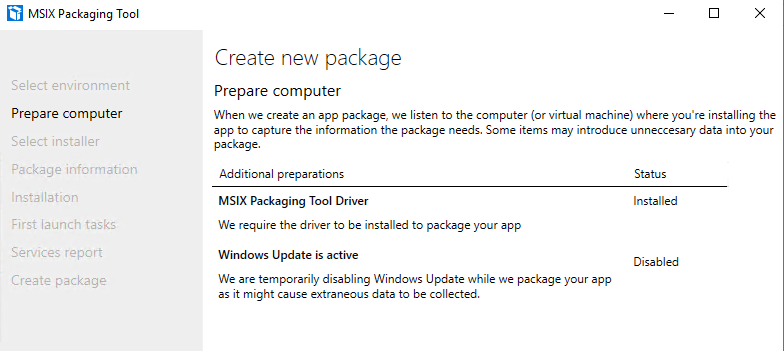 MSIX Packaging Tool
Create new package
Select environment
Prepare computer
Select installer
Package information
Installation
First launch tasks
Services report
Create package
Prepare computer
When we create an app package, we listen to the computer (or virtual machine) where you're installing the
app to capture the information the package needs. Some items may introduce unneccesary data into your
package.
Additional preparations Status
MSIX Packaging Tool Driver Installed
We require the driver to be installed to package your app
Windows Update is active Disabled
We are temporarily disabling Windows Update while we package your app
as it might cause extraneous data to be collected.